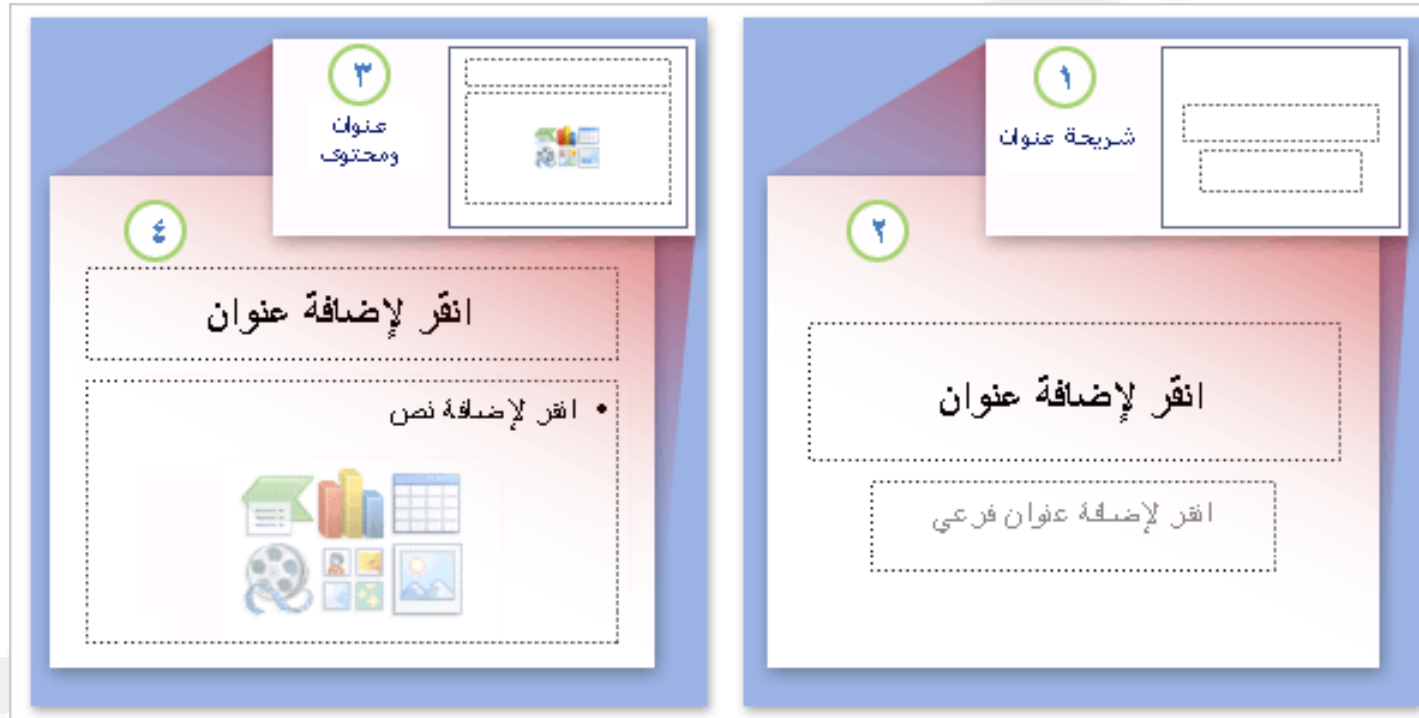 ١
شريحة عنوان
٢
انقر لإضافة عنوان
انقر لإضافة عنوان فرعي
٣
عنوان
ومحتوى
٤
انقر لإضافة عنوان
• انقر لإضافة نص